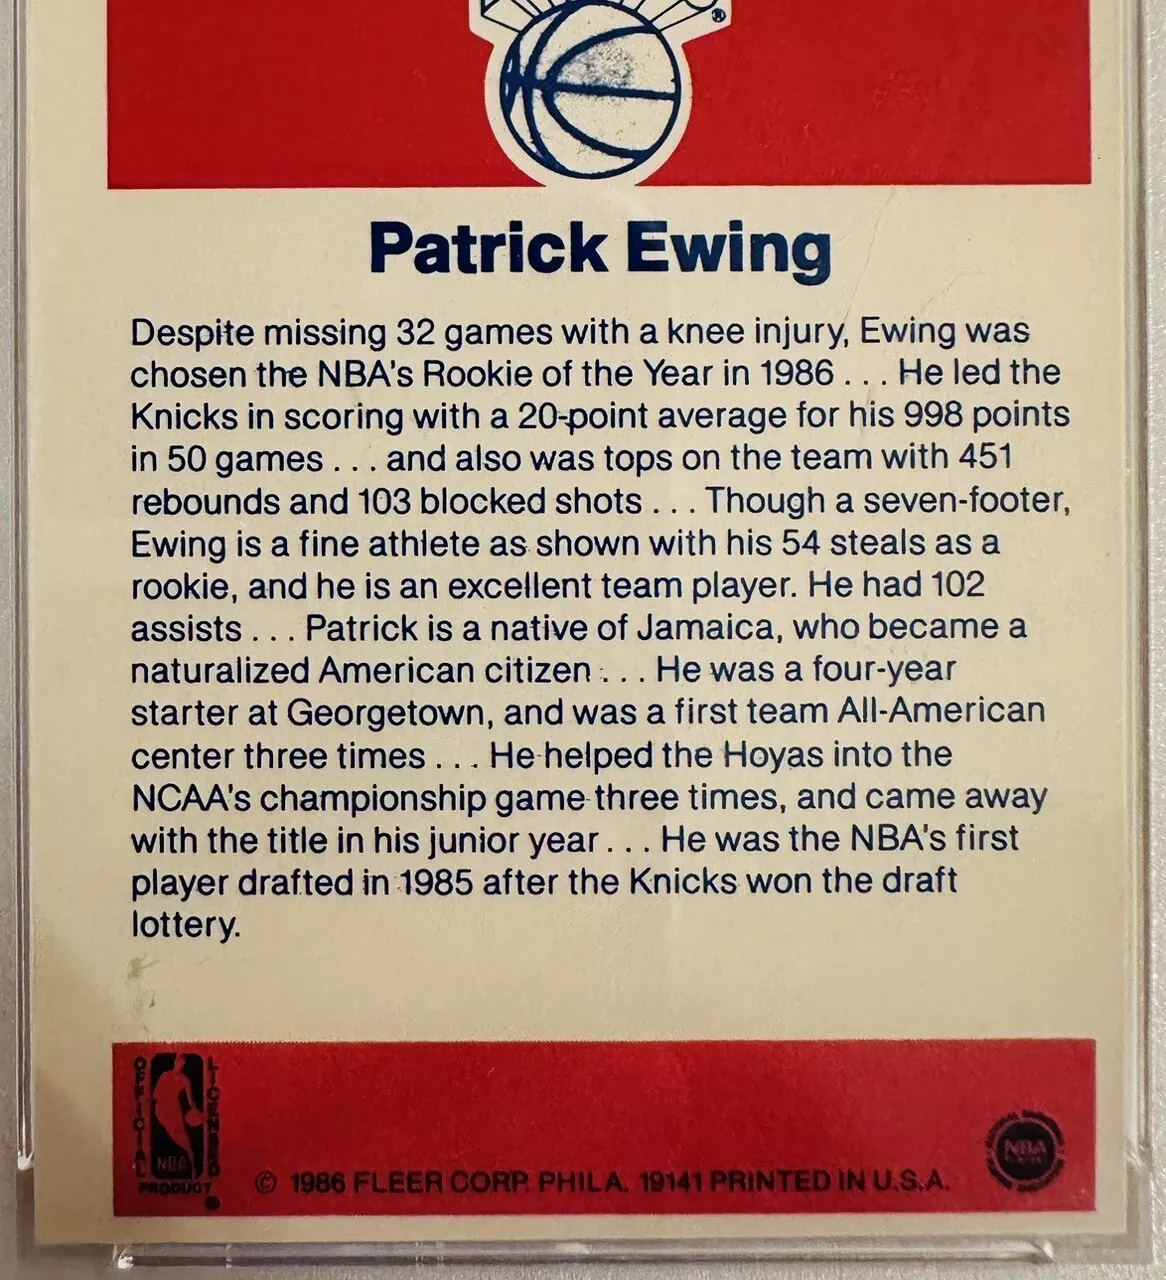 ®
Patrick Ewing
Despite missing 32 games with a knee injury, Ewing was
chosen the NBA's Rookie of the Year in 1986 . . . He led the
Knicks in scoring with a 20-point average for his 998 points
in 50 games . . . and also was tops on the team with 451
rebounds and 103 blocked shots . . . Though a seven-footer,
Ewing is a fine athlete as shown with his 54 steals as a
rookie, and he is an excellent team player. He had 102
assists . . . Patrick is a native of Jamaica, who became a
naturalized American citizen . . . He was a four-year
starter at Georgetown, and was a first team All-American
center three times . . . He helped the Hoyas into the
NCAA's championship game three times, and came away
with the title in his junior year . . . He was the NBA's first
player drafted in 1985 after the Knicks won the draft
lottery.
OFFICIAL LICENSED
NBA
PRODUCT
© 1986 FLEER CORP. PHILA. 19141 PRINTED IN U.S.A.
NBA